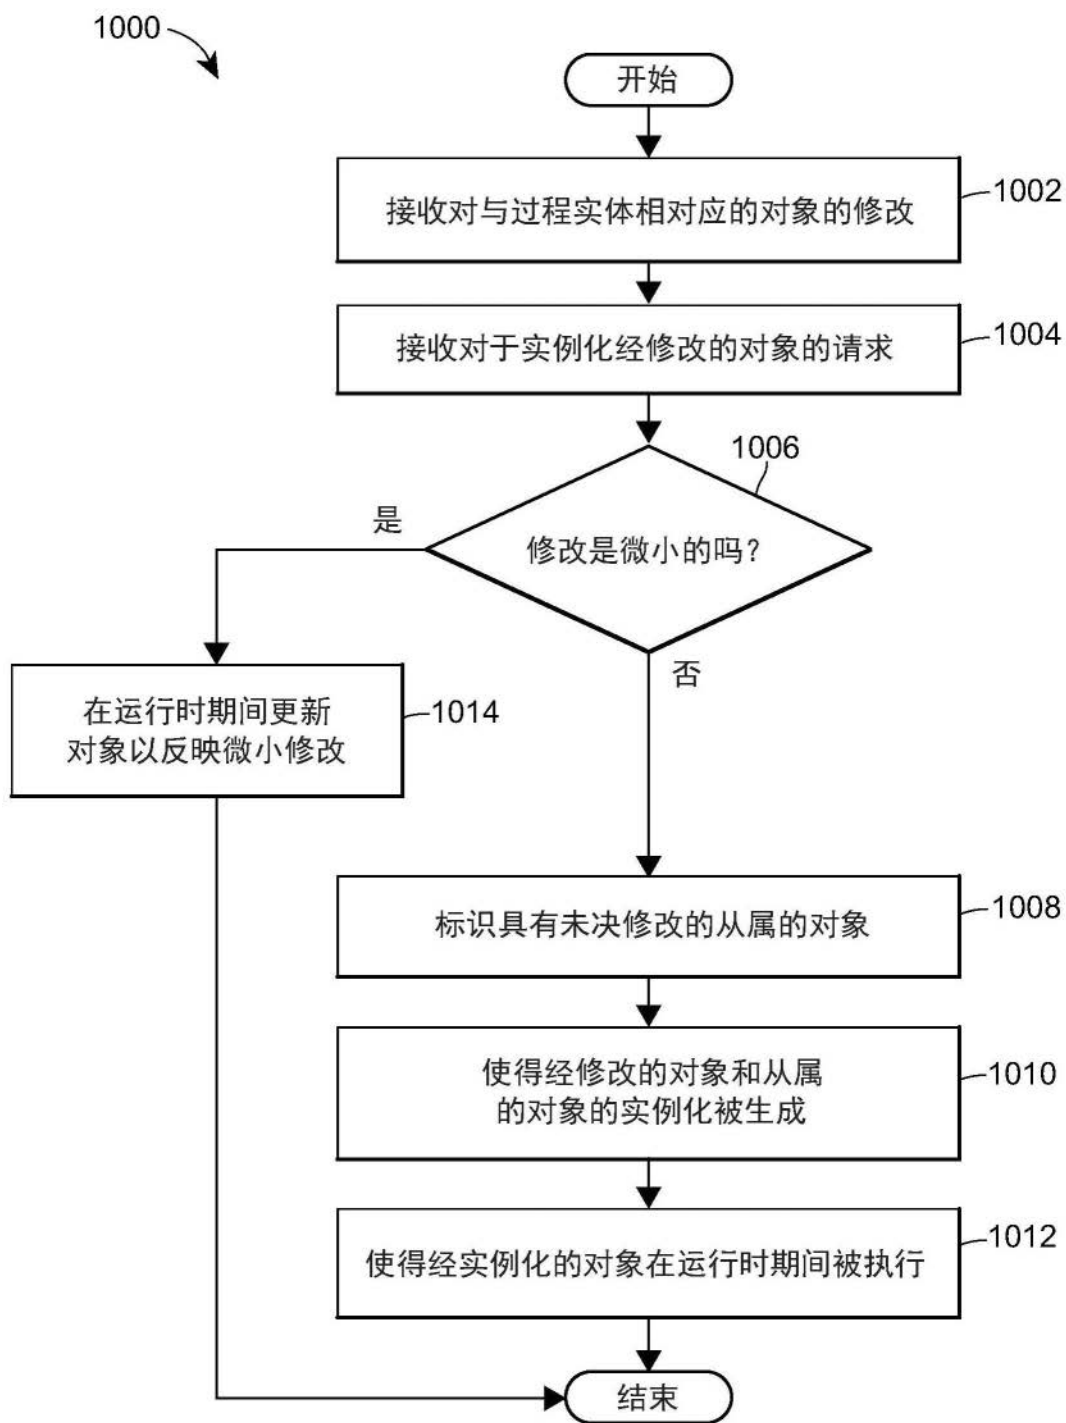 1000
开始
接收对与过程实体相对应的对象的修改
1002
接收对于实例化经修改的对象的请求
1004
1006
修改是微小的吗？
是
否
在运行时期间更新
对象以反映微小修改
1014
标识具有未决修改的从属的对象
1008
使得经修改的对象和从属
的对象的实例化被生成
1010
使得经实例化的对象在运行时期间被执行
1012
结束